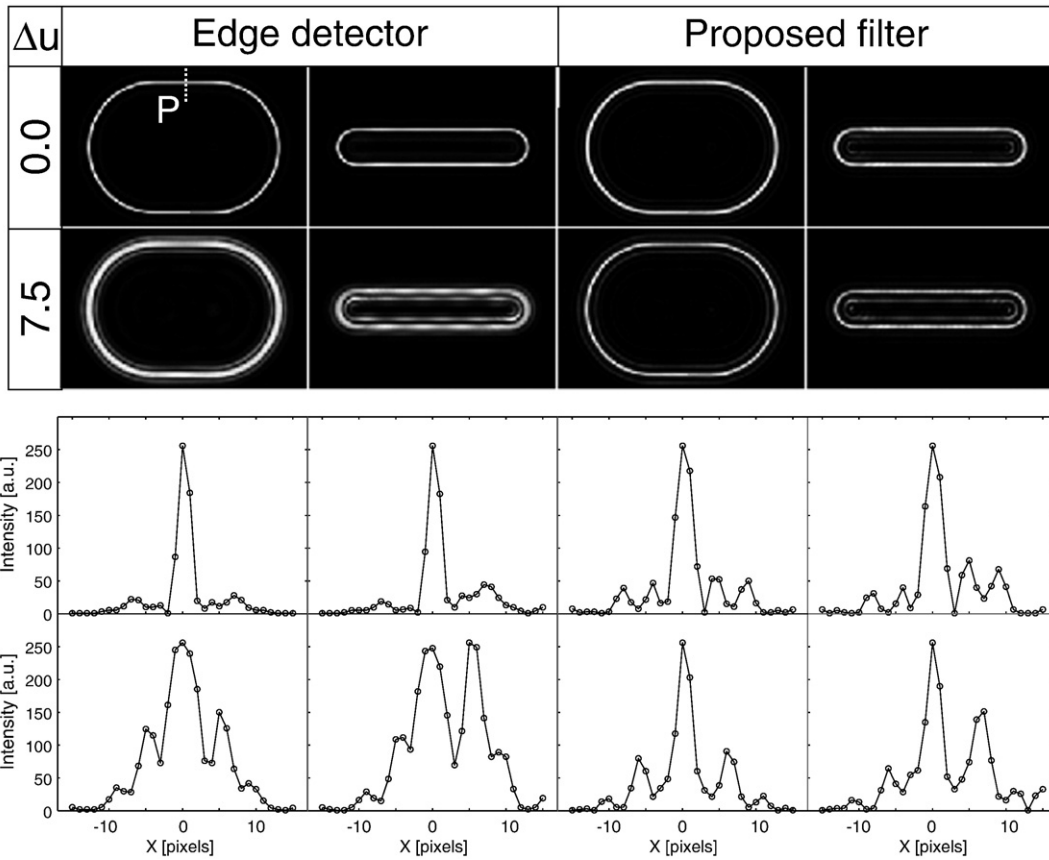 Δu Edge detector Proposed filter
0.0
P
7.5
Intensity [a.u.]
250
200
150
100
50
0
Intensity [a.u.]
250
200
150
100
50
0
-10 0 10 -10 0 10 -10 0 10 -10 0 10
X [pixels] X [pixels] X [pixels] X [pixels]